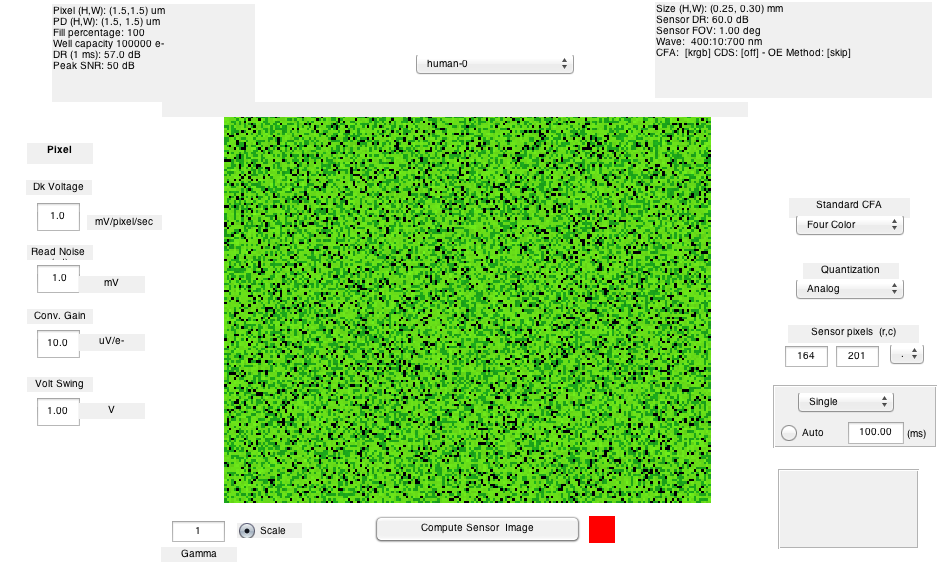 Pixel (H,W): (1.5,1.5) um
PD (H,W): (1.5, 1.5) um
Fill percentage: 100
Well capacity 100000 e-
DR (1 ms): 57.0 dB
Peak SNR: 50 dB
human-0
Size (H,W): (0.25, 0.30) mm
Sensor DR: 60.0 dB
Sensor FOV: 1.00 deg
Wave: 400:10:700 nm
CFA: [krgb] CDS: [off] - OE Method: [skip]
Pixel
Dk Voltage
1.0
mV/pixel/sec
Read Noise
1.0
mV
Conv. Gain
10.0
uV/e-
Volt Swing
1.00
V
Standard CFA
Four Color
Quantization
Analog
Sensor pixels (r,c)
164
201
.
Single
Auto
100.00
(ms)
1
Scale
Gamma
Compute Sensor Image